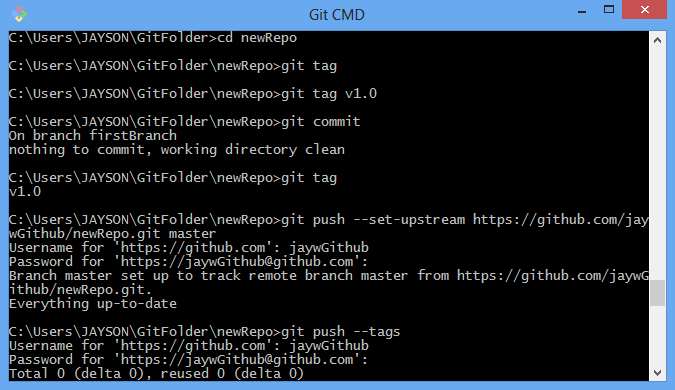 Git CMD
C:\Users\JAYSON\GitFolder>cd newRepo
C:\Users\JAYSON\GitFolder\newRepo>git tag
C:\Users\JAYSON\GitFolder\newRepo>git tag v1.0
C:\Users\JAYSON\GitFolder\newRepo>git commit
On branch firstBranch
nothing to commit, working directory clean
C:\Users\JAYSON\GitFolder\newRepo>git tag
v1.0
C:\Users\JAYSON\GitFolder\newRepo>git push --set-upstream https://github.com/jay
wGithub/newRepo.git master
Username for 'https://github.com': jaywGithub
Password for 'https://jaywGithub@github.com':
Branch master set up to track remote branch master from https://github.com/jaywG
ithub/newRepo.git.
Everything up-to-date
C:\Users\JAYSON\GitFolder\newRepo>git push --tags
Username for 'https://github.com': jaywGithub
Password for 'https://jaywGithub@github.com':
Total 0 (delta 0), reused 0 (delta 0)